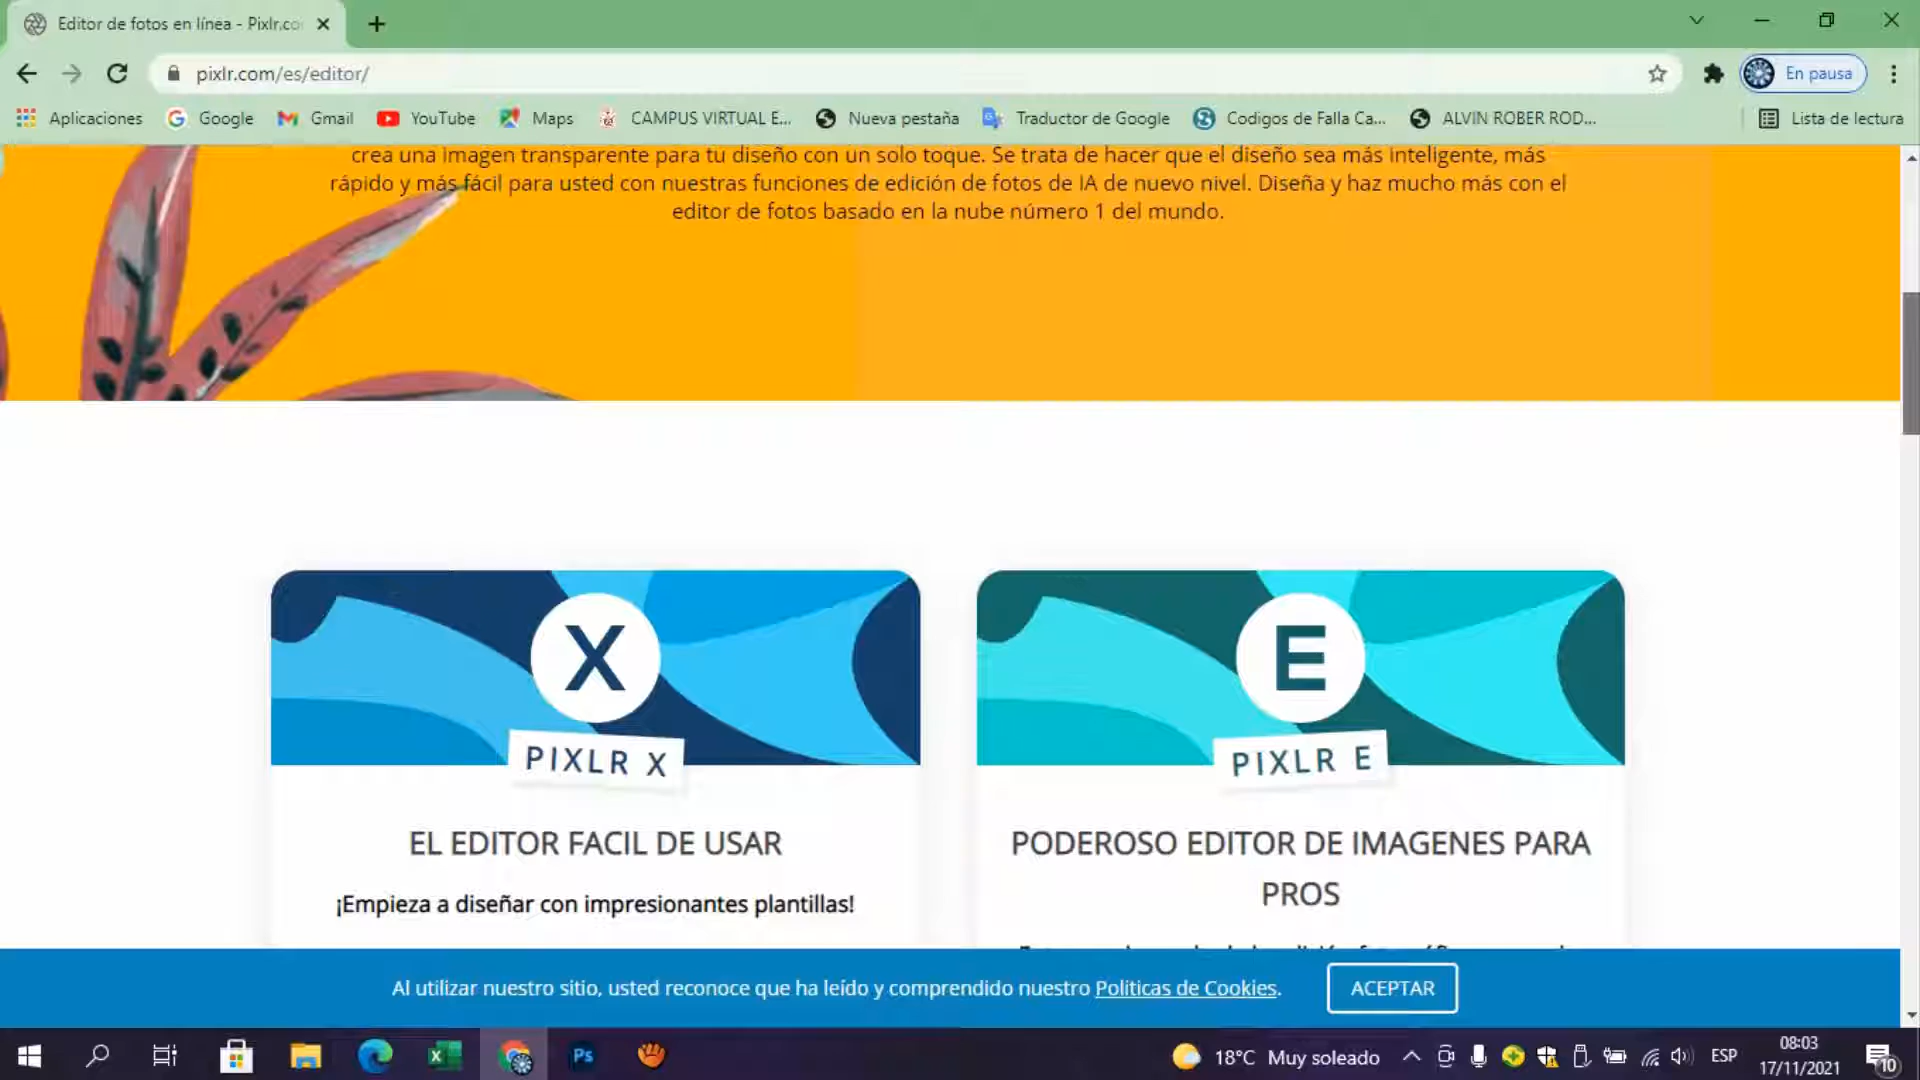 Editor de fotos en línea - Pixlr.co
pixlr.com/es/editor/
En pausa
Aplicaciones
Google
Gmail
YouTube
Maps
CAMPUS VIRTUAL E...
Nueva pestaña
Traductor de Google
Codigos de Falla Ca...
ALVIN ROBER ROD...
Lista de lectura
crea una imagen transparente para tu diseño con un solo toque. Se trata de hacer que el diseño sea más inteligente, más
rápido y más fácil para usted con nuestras funciones de edición de fotos de IA de nuevo nivel. Diseña y haz mucho más con el
editor de fotos basado en la nube número 1 del mundo.
X
PIXLR X
EL EDITOR FACIL DE USAR
¡Empieza a diseñar con impresionantes plantillas!
E
PIXLR E
PODEROSO EDITOR DE IMAGENES PARA
PROS
Al utilizar nuestro sitio, usted reconoce que ha leído y comprendido nuestro Políticas de Cookies.
ACEPTAR
Ps
18°C Muy soleado
ESP
08:03
17/11/2021
10